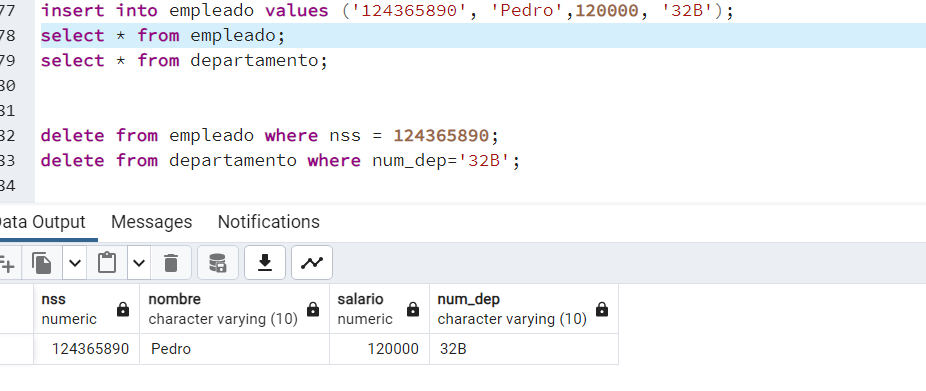 77 insert into empleado values ('124365890', 'Pedro',120000, '32B');
78 select * from empleado;
79 select * from departamento;
80
81
82 delete from empleado where nss = 124365890;
83 delete from departamento where num_dep='32B';
84
Data Output Messages Notifications
nss nombre salario num_dep
numeric character varying (10) numeric character varying (10)
124365890 Pedro 120000 32B